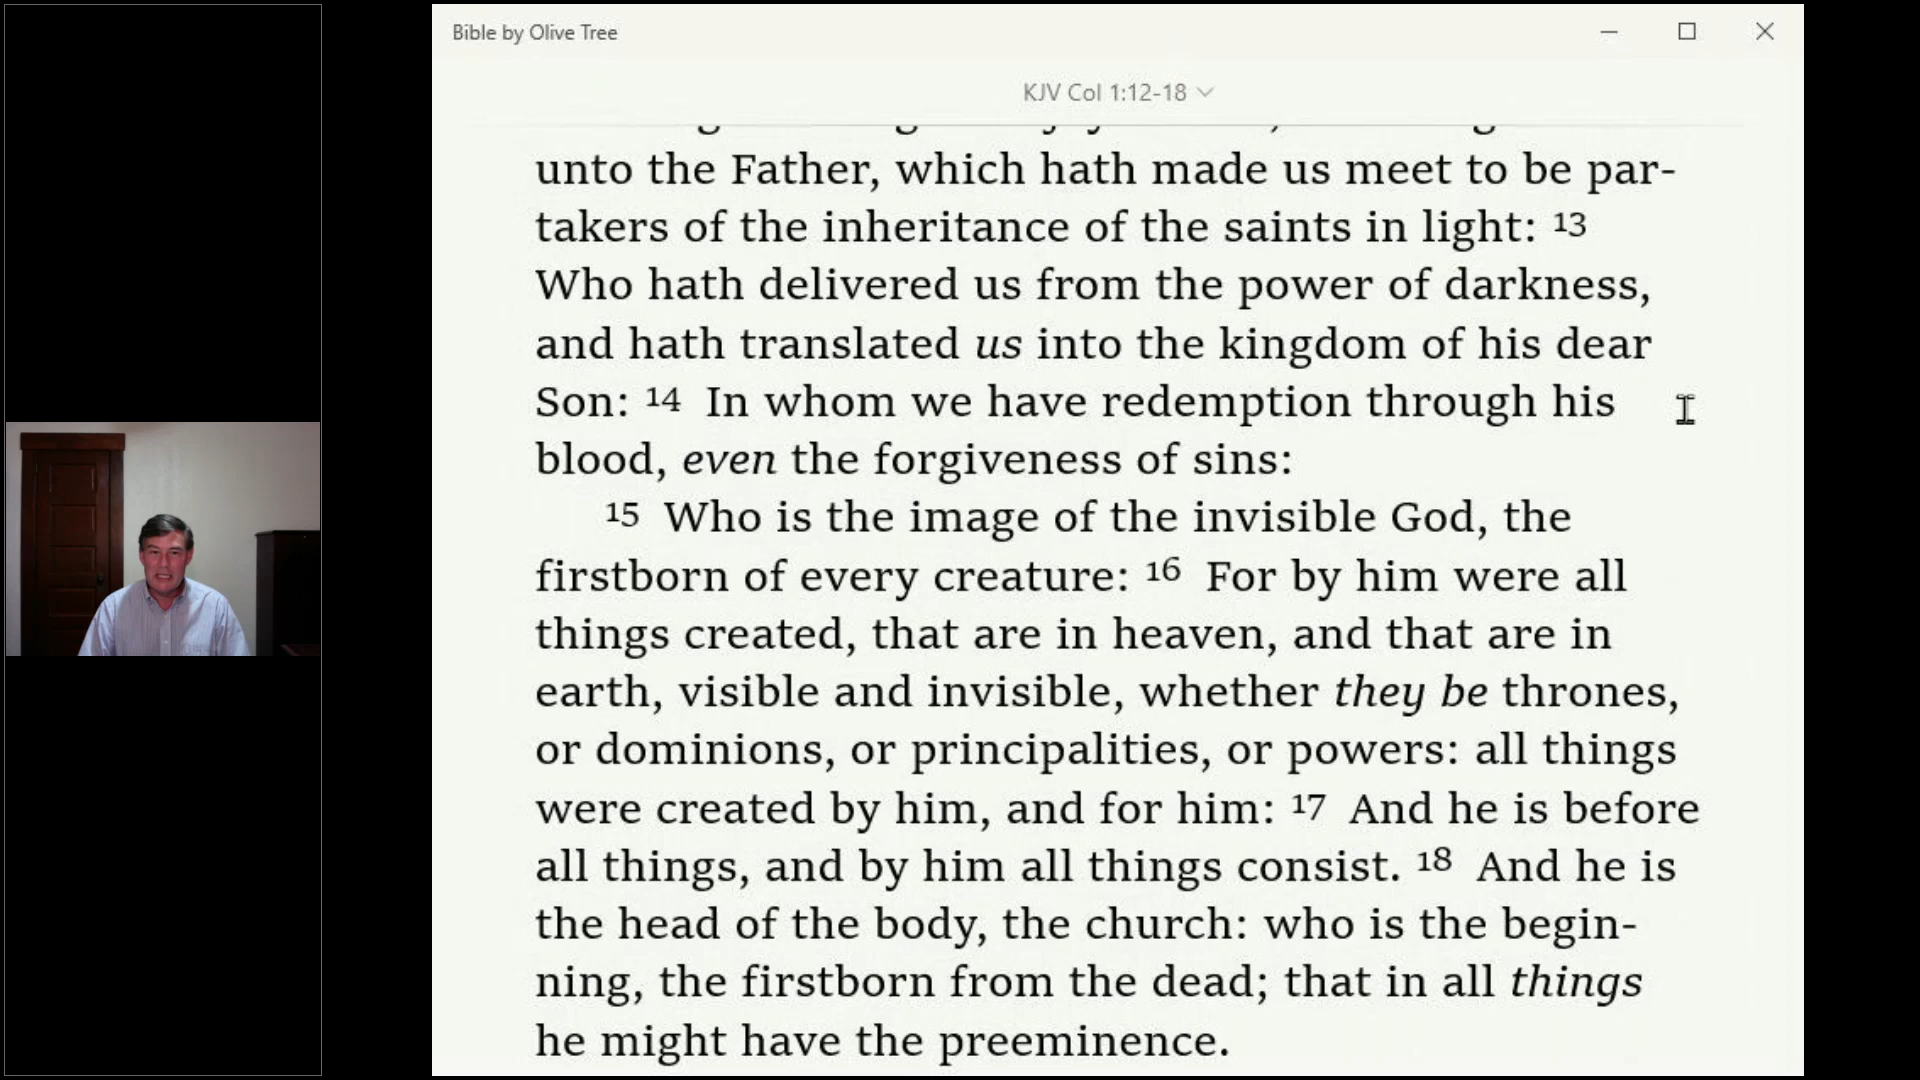 Bible by Olive Tree
KJV Col 1:12-18
unto the Father, which hath made us meet to be par-
takers of the inheritance of the saints in light: 13
Who hath delivered us from the power of darkness,
and hath translated us into the kingdom of his dear
Son: 14 In whom we have redemption through his
blood, even the forgiveness of sins:
15 Who is the image of the invisible God, the
firstborn of every creature: 16 For by him were all
things created, that are in heaven, and that are in
earth, visible and invisible, whether they be thrones,
or dominions, or principalities, or powers: all things
were created by him, and for him: 17 And he is before
all things, and by him all things consist. 18 And he is
the head of the body, the church: who is the begin-
ning, the firstborn from the dead; that in all things
he might have the preeminence.